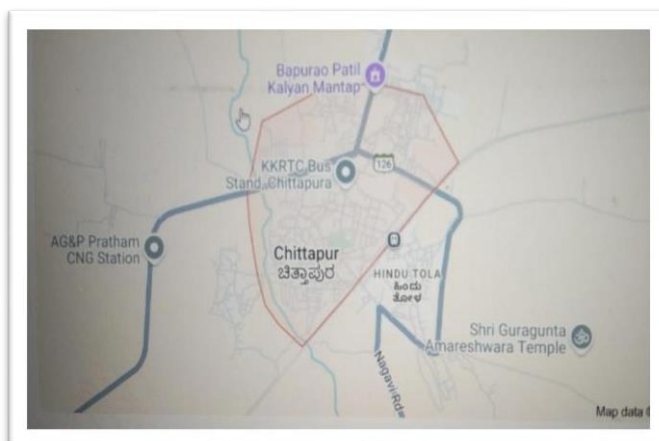 Bapurao Patil
Kalyan Mantap
KKRTC Bus
Stand, Chittapura
126
AG&P Pratham
CNG Station
Chittapur
ಚಿತ್ತಾಪುರ
HINDU TOLA
ಹಿಂದು
ತೋಳ
Shri Guragunta
Amareshwara Temple
Nagavi Rd
Map data ©